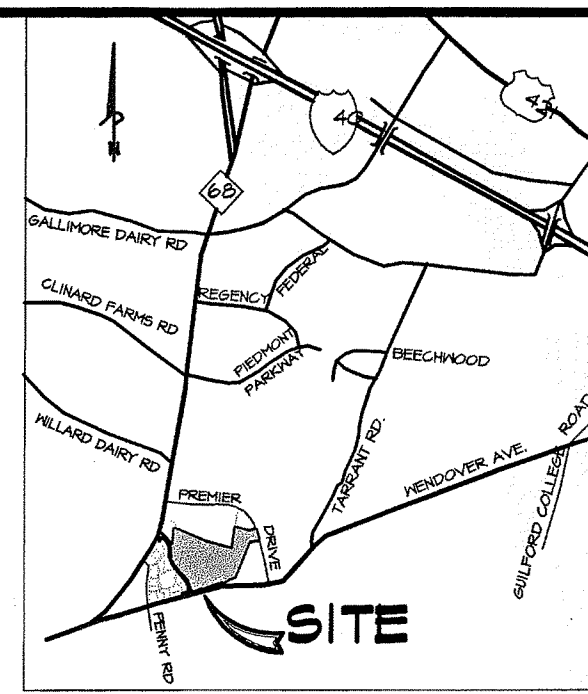 40
68
GALLIMORE DAIRY RD
CLINARD FARMS RD
REGENCY
FEDERAL
PIEDMONT
PARKWAY
BEECHWOOD
WILLARD DAIRY RD
TARRANT RD.
WENDOVER AVE.
GUILFORD COLLEGE ROAD
PREMIER
DRIVE
PENNY RD
SITE